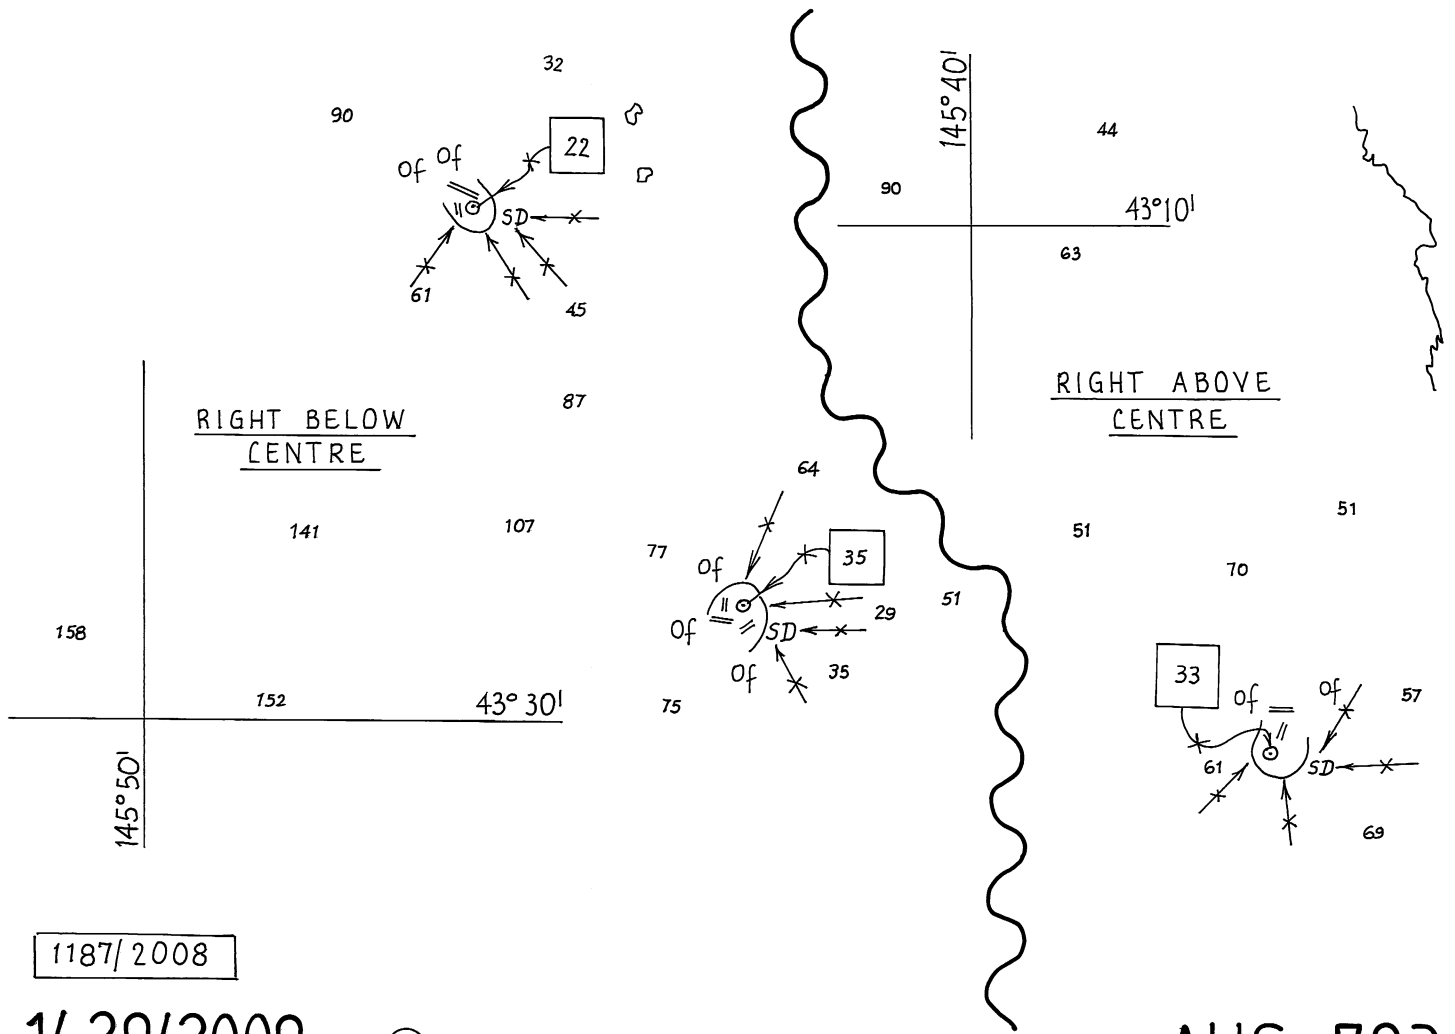 32
90
22
Of Of
SD
61
45
RIGHT BELOW
CENTRE
87
64
141
107
77
35
Of
Of
SD
29
51
Of
35
158
152
43°30'
75
145°50'
1187/2008
145°40'
44
90
43°10'
63
RIGHT ABOVE
CENTRE
51
51
70
33
Of
Of
57
61
SD
69